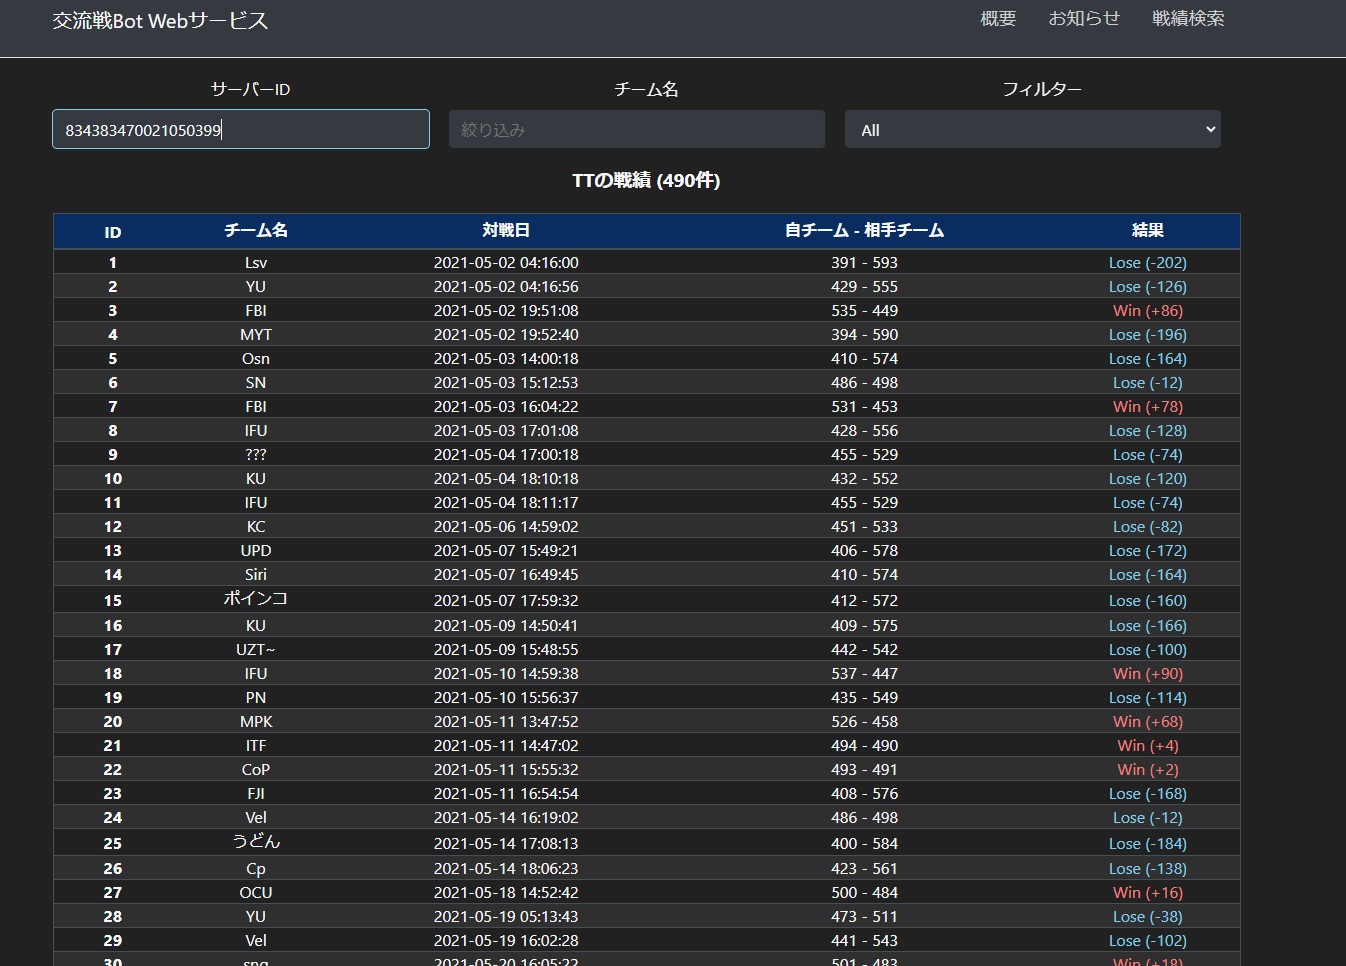 交流戦Bot Webサービス 概要 お知らせ 戦績検索
サーバーID チーム名 フィルター
834383470021050399 絞り込み All
TTの戦績 (490件)
ID チーム名 対戦日 自チーム - 相手チーム 結果
1 Lsv 2021-05-02 04:16:00 391 - 593 Lose (-202)
2 YU 2021-05-02 04:16:56 429 - 555 Lose (-126)
3 FBI 2021-05-02 19:51:08 535 - 449 Win (+86)
4 MYT 2021-05-02 19:52:40 394 - 590 Lose (-196)
5 Osn 2021-05-03 14:00:18 410 - 574 Lose (-164)
6 SN 2021-05-03 15:12:53 486 - 498 Lose (-12)
7 FBI 2021-05-03 16:04:22 531 - 453 Win (+78)
8 IFU 2021-05-03 17:01:08 428 - 556 Lose (-128)
9 ??? 2021-05-04 17:00:18 455 - 529 Lose (-74)
10 KU 2021-05-04 18:10:18 432 - 552 Lose (-120)
11 IFU 2021-05-04 18:11:17 455 - 529 Lose (-74)
12 KC 2021-05-06 14:59:02 451 - 533 Lose (-82)
13 UPD 2021-05-07 15:49:21 406 - 578 Lose (-172)
14 Siri 2021-05-07 16:49:45 410 - 574 Lose (-164)
15 ポインコ 2021-05-07 17:59:32 412 - 572 Lose (-160)
16 KU 2021-05-09 14:50:41 409 - 575 Lose (-166)
17 UZT~ 2021-05-09 15:48:55 442 - 542 Lose (-100)
18 IFU 2021-05-10 14:59:38 537 - 447 Win (+90)
19 PN 2021-05-10 15:56:37 435 - 549 Lose (-114)
20 MPK 2021-05-11 13:47:52 526 - 458 Win (+68)
21 ITF 2021-05-11 14:47:02 494 - 490 Win (+4)
22 CoP 2021-05-11 15:55:32 493 - 491 Win (+2)
23 FJI 2021-05-11 16:54:54 408 - 576 Lose (-168)
24 Vel 2021-05-14 16:19:02 486 - 498 Lose (-12)
25 うどん 2021-05-14 17:08:13 400 - 584 Lose (-184)
26 Cp 2021-05-14 18:06:23 423 - 561 Lose (-138)
27 OCU 2021-05-18 14:52:42 500 - 484 Win (+16)
28 YU 2021-05-19 05:13:43 473 - 511 Lose (-38)
29 Vel 2021-05-19 16:02:28 441 - 543 Lose (-102)
30 2021-05-20 16:05:22 501 - 483 Win (+18)